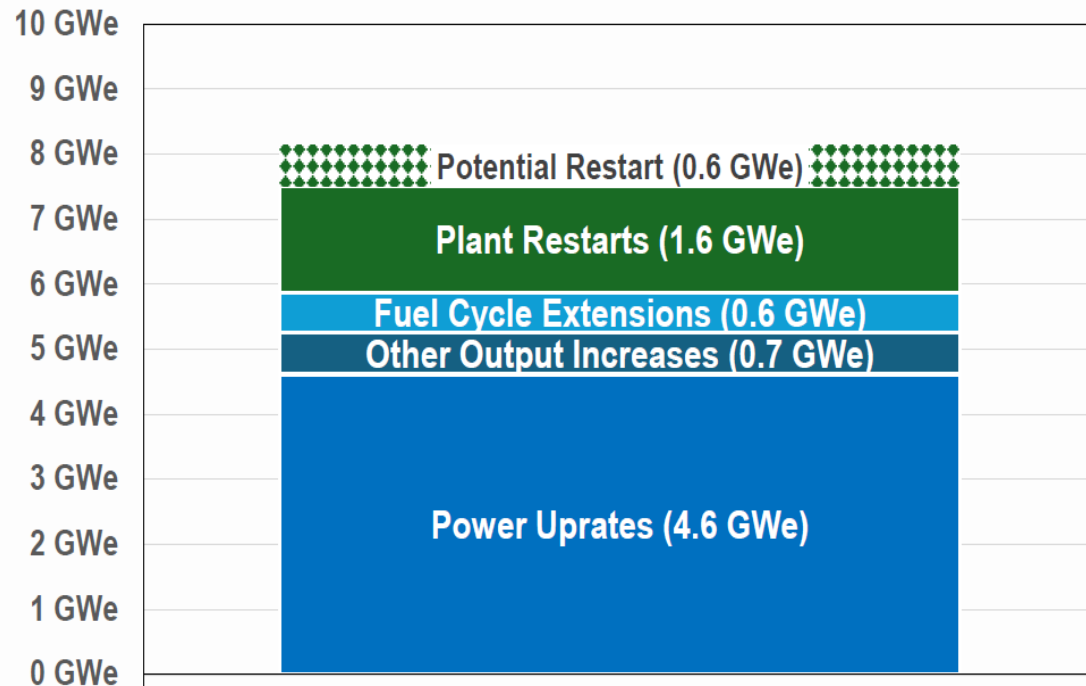 10 GWe
9 GWe
8 GWe
7 GWe
6 GWe
5 GWe
4 GWe
3 GWe
2 GWe
1 GWe
0 GWe
Potential Restart (0.6 GWe)
Plant Restarts (1.6 GWe)
Fuel Cycle Extensions (0.6 GWe)
Other Output Increases (0.7 GWe)
Power Uprates (4.6 GWe)